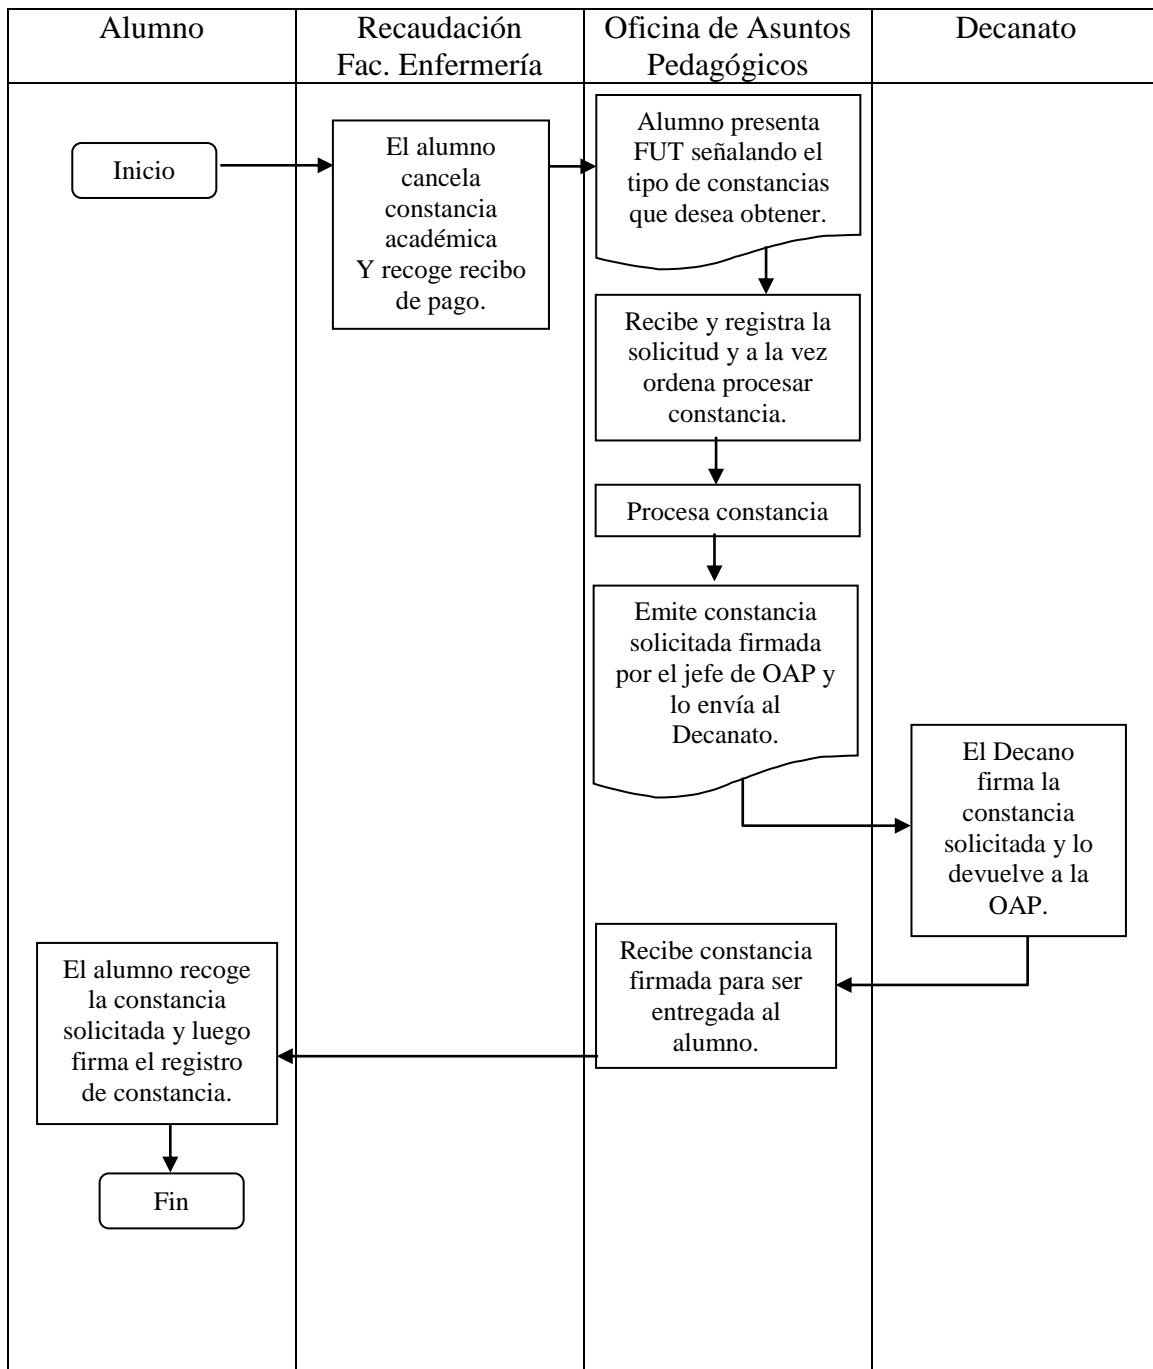 Alumno
Recaudación
Fac. Enfermería
Oficina de Asuntos
Pedagógicos
Decanato
Inicio
El alumno
cancela
constancia
académica
Y recoge recibo
de pago.
Alumno presenta
FUT señalando el
tipo de constancias
que desea obtener.
Recibe y registra la
solicitud y a la vez
ordena procesar
constancia.
Procesa constancia
Emite constancia
solicitada firmada
por el jefe de OAP y
lo envía al
Decanato.
El Decano
firma la
constancia
solicitada y lo
devuelve a la
OAP.
Recibe constancia
firmada para ser
entregada al
alumno.
El alumno recoge
la constancia
solicitada y luego
firma el registro
de constancia.
Fin